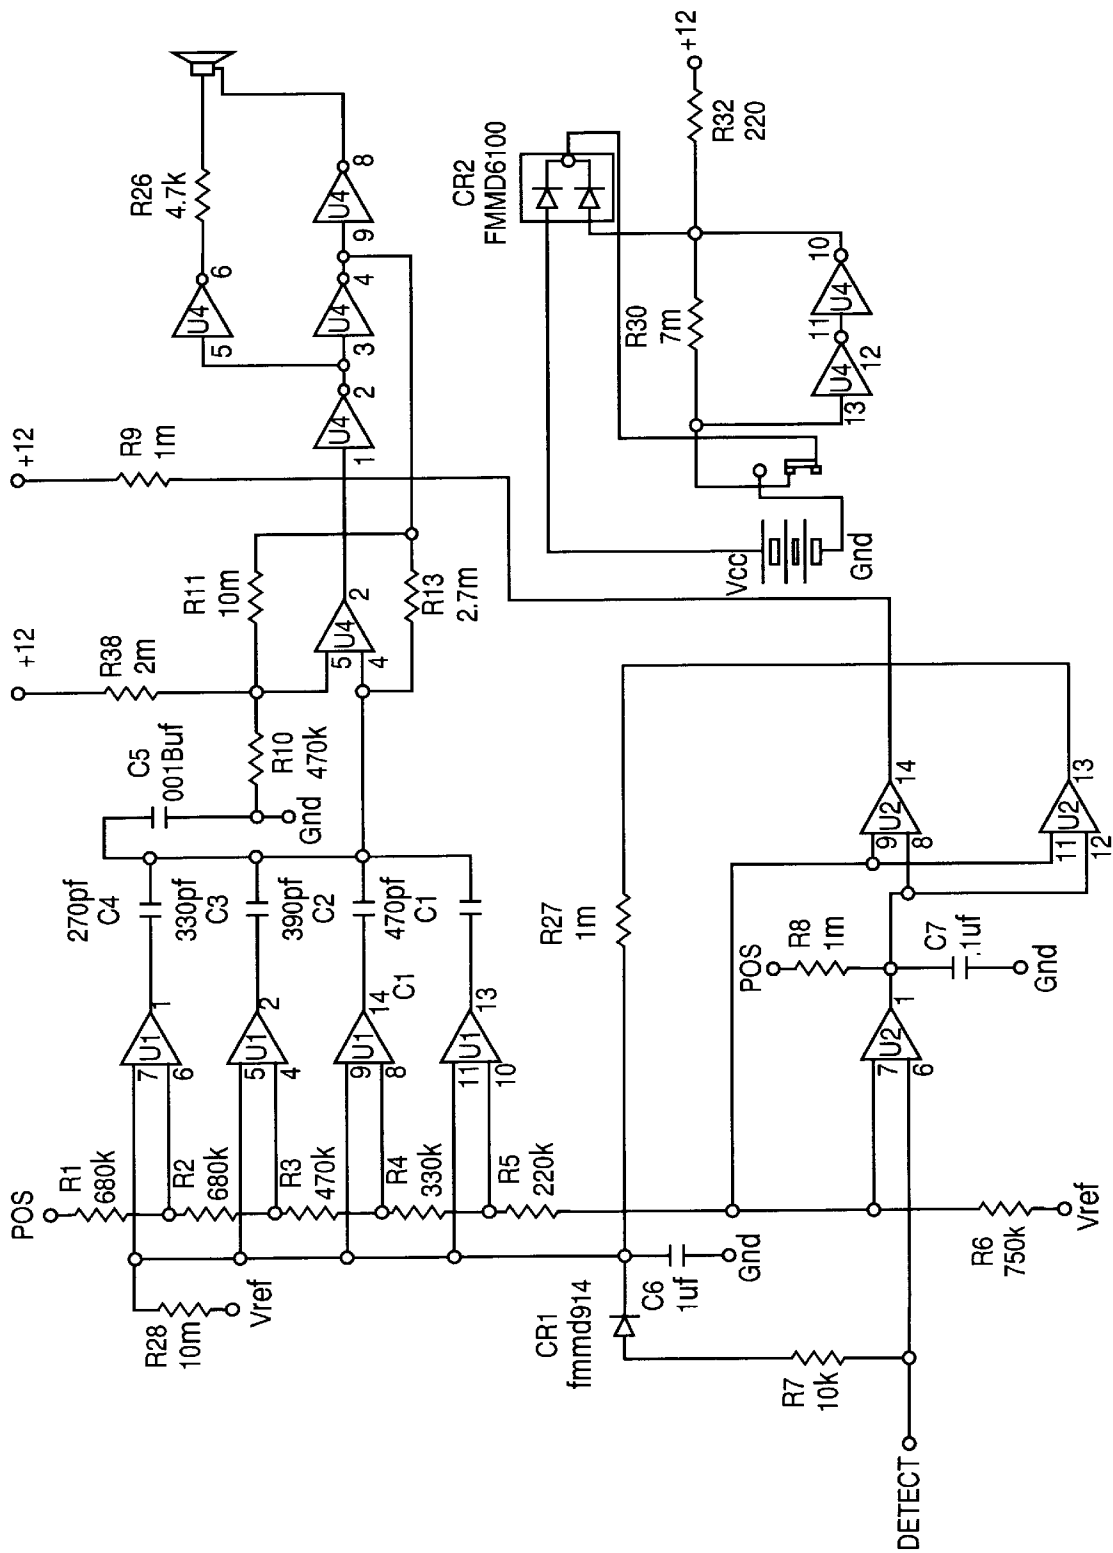 POS
R1
680k
R2
680k
R3
470k
R4
330k
R5
220k
R28
10m
Vref
7
6
U1
1
5
4
U1
2
9
8
U1
14
C1
11
10
U1
13
270pf
C4
330pf
C3
390pf
C2
470pf
C1
C5
001Buf
Gnd
R10
470k
+12
R38
2m
R11
10m
5
4
U4
2
R13
2.7m
+12
R9
1m
1
U4
2
3
U4
4
5
U4
6
9
U4
8
R26
4.7k
CR1
fmmd914
C6
1uf
Gnd
R27
1m
R7
10k
DETECT
R6
750k
Vref
7
6
U2
1
POS
R8
1m
C7
.1uf
Gnd
9
8
U2
14
11
12
U2
13
Vcc
Gnd
CR2
FMMD6100
R30
7m
R32
220
+12
13
U4
12
11
U4
10